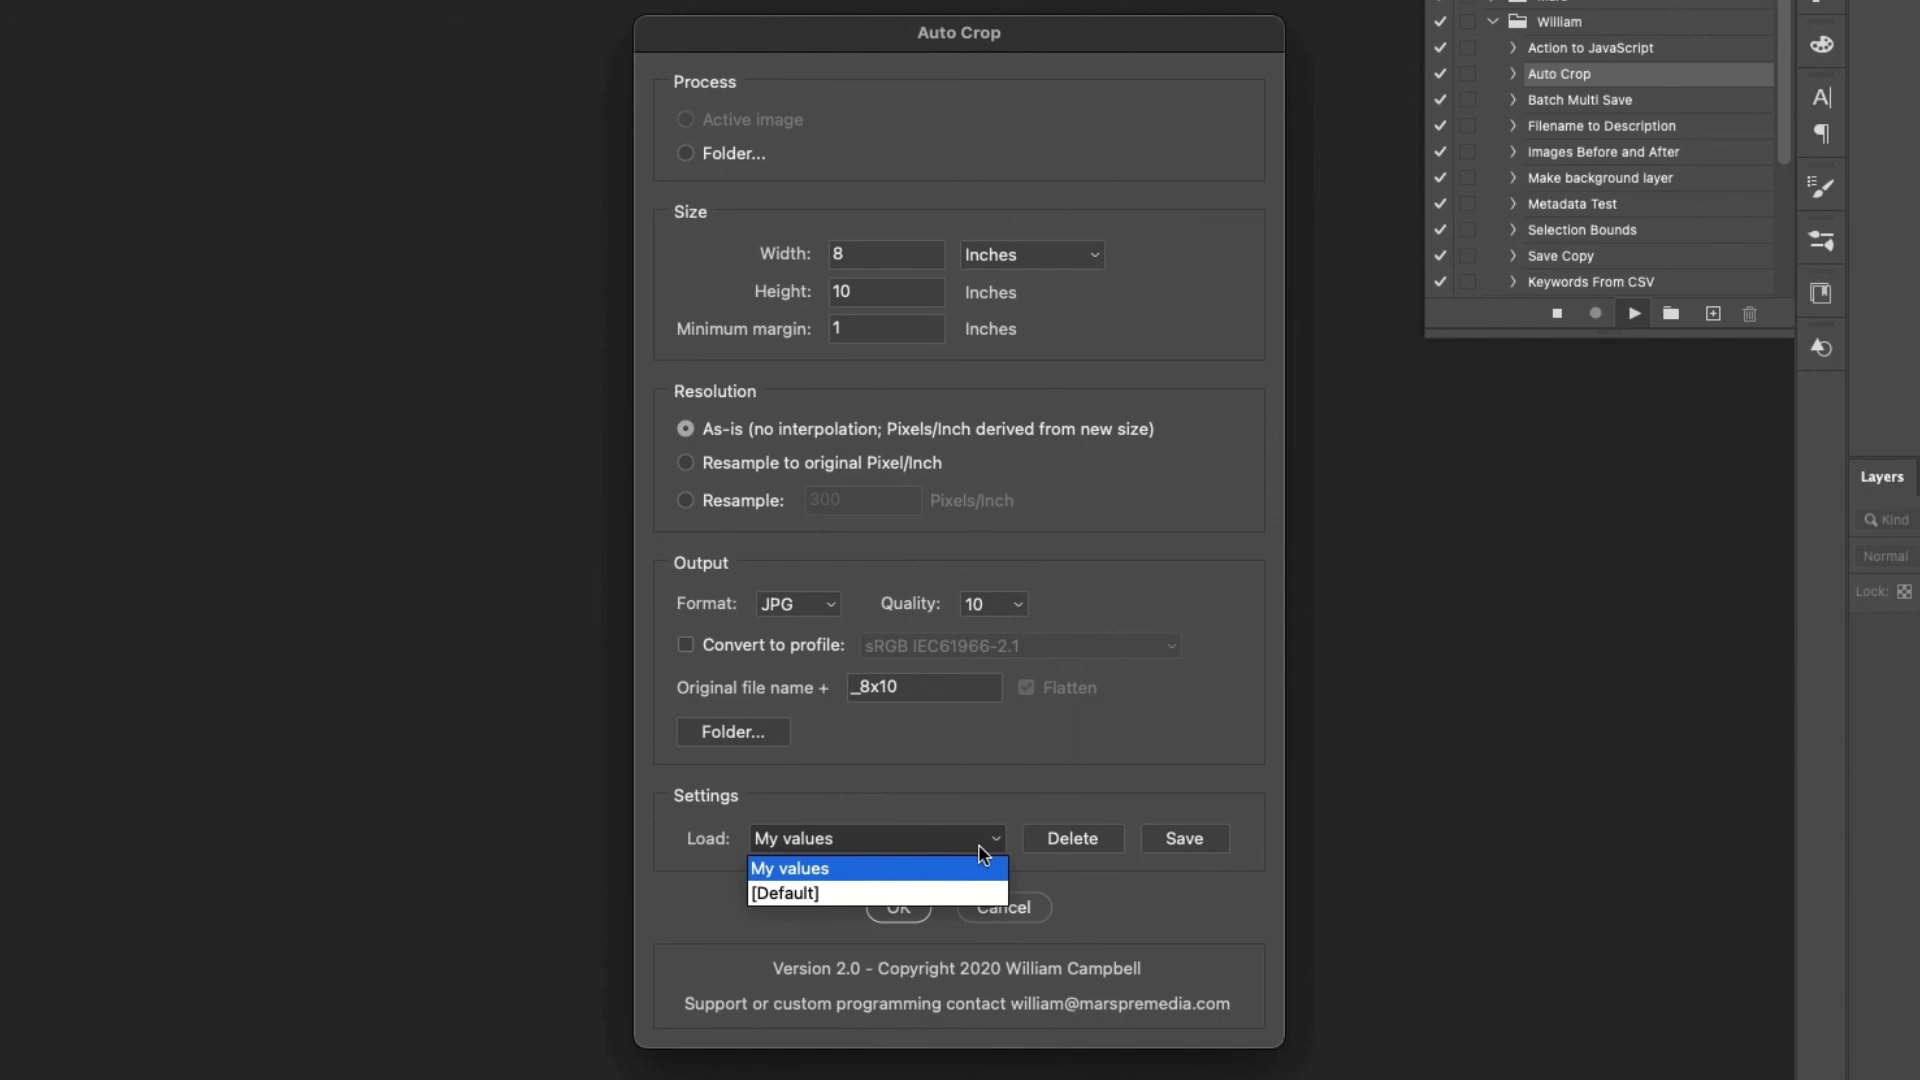 Auto Crop
Process
Active image
Folder...
Size
Width: 8 Inches
Height: 10 Inches
Minimum margin: 1 Inches
Resolution
As-is (no interpolation; Pixels/Inch derived from new size)
Resample to original Pixel/Inch
Resample: 300 Pixels/Inch
Output
Format: JPG Quality: 10
Convert to profile: sRGB IEC61966-2.1
Original file name + _8x10 Flatten
Folder...
Settings
Load: My values Delete Save
My values
[Default]
OK Cancel
Version 2.0 - Copyright 2020 William Campbell
Support or custom programming contact william@marspremedia.com
William
Action to JavaScript
Auto Crop
Batch Multi Save
Filename to Description
Images Before and After
Make background layer
Metadata Test
Selection Bounds
Save Copy
Keywords From CSV
Layers
Kind
Normal
Lock: